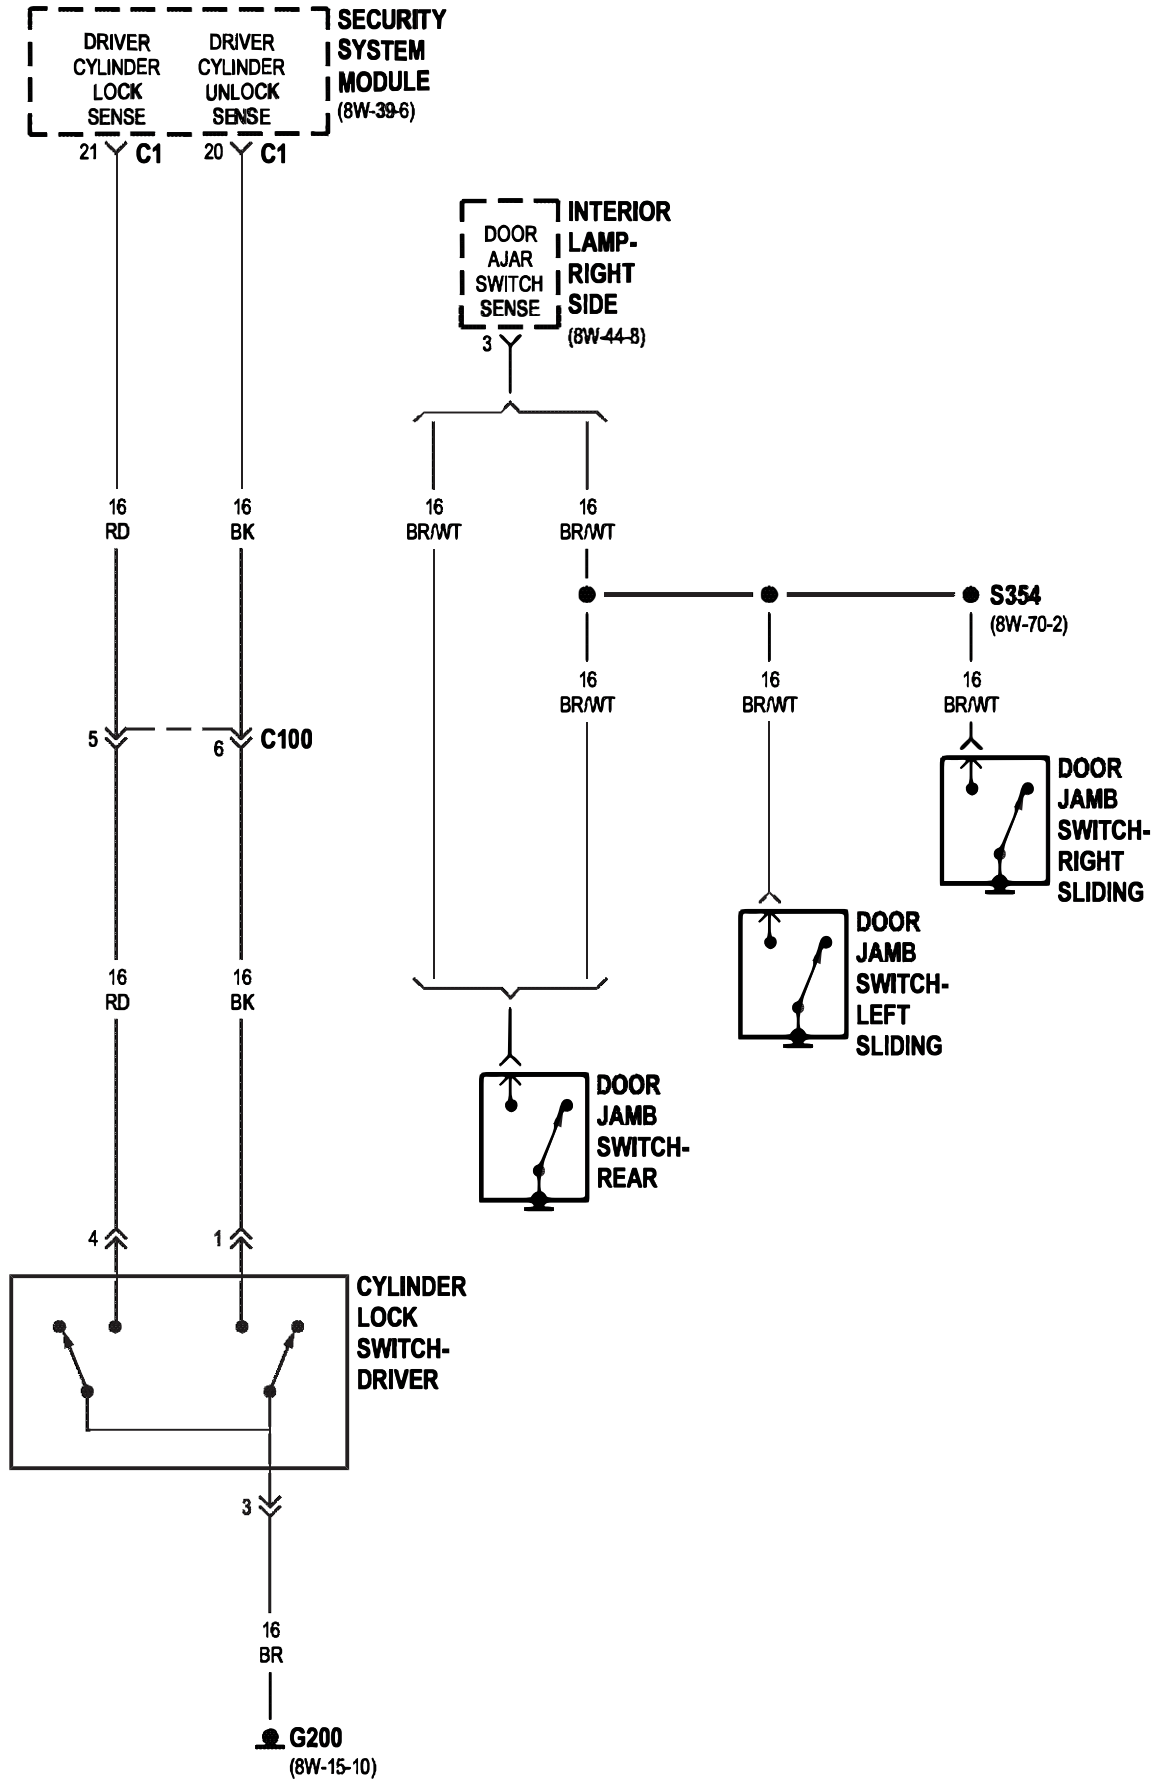 SECURITY
SYSTEM
MODULE
(8W-39-6)
DRIVER
CYLINDER
LOCK
SENSE
DRIVER
CYLINDER
UNLOCK
SENSE
21
C1
20
C1
INTERIOR
LAMP-
RIGHT
SIDE
(8W-44-8)
DOOR
AJAR
SWITCH
SENSE
3
16
RD
16
BK
16
BR/WT
16
BR/WT
S354
(8W-70-2)
16
BR/WT
16
BR/WT
16
BR/WT
5
6
C100
DOOR
JAMB
SWITCH-
RIGHT
SLIDING
DOOR
JAMB
SWITCH-
LEFT
SLIDING
16
RD
16
BK
DOOR
JAMB
SWITCH-
REAR
4
1
CYLINDER
LOCK
SWITCH-
DRIVER
3
16
BR
G200
(8W-15-10)